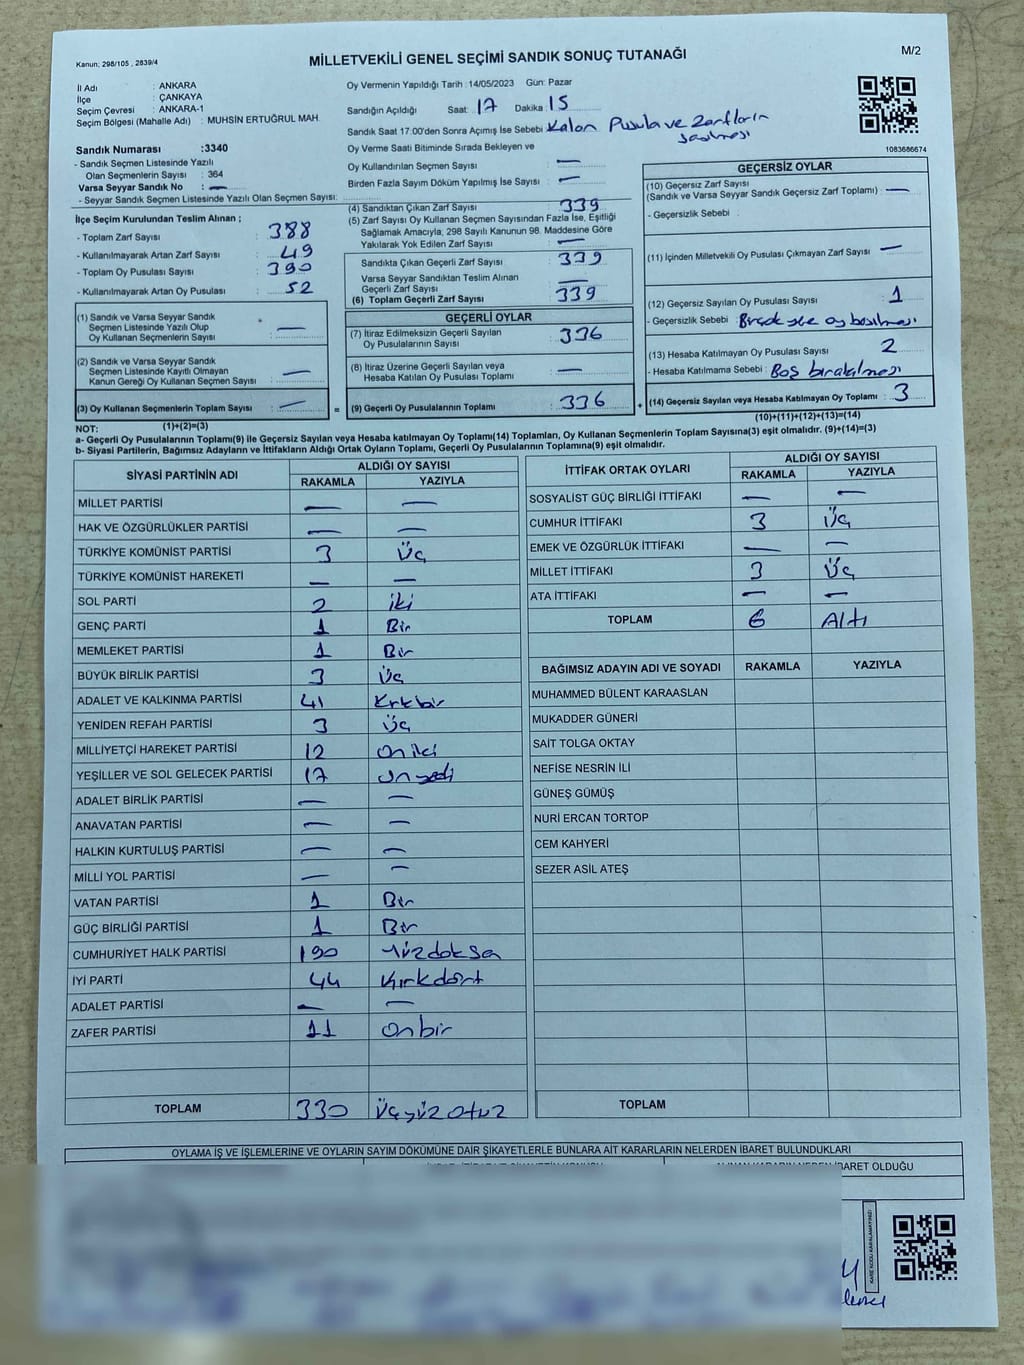 Kanun; 298/105 , 2839/4
MİLLETVEKİLİ GENEL SEÇİMİ SANDIK SONUÇ TUTANAĞI
M/2
İl Adı : ANKARA
İlçe : ÇANKAYA
Seçim Çevresi : ANKARA-1
Seçim Bölgesi (Mahalle Adı) : MUHSİN ERTUĞRUL MAH.
Sandık Numarası :3340
- Sandık Seçmen Listesinde Yazılı
Olan Seçmenlerin Sayısı : 364
Varsa Seyyar Sandık No : —
- Seyyar Sandık Seçmen Listesinde Yazılı Olan Seçmen Sayısı:
Oy Vermenin Yapıldığı Tarih : 14/05/2023 Gün: Pazar
Sandığın Açıldığı Saat: 17 Dakika: 15
Sandık Saat 17.00'den Sonra Açımış İse Sebebi: Kalan Pusula ve Zarfların
sayılması
Oy Verme Saati Bitiminde Sırada Bekleyen ve
Oy Kullandırılan Seçmen Sayısı : —
Birden Fazla Sayım Döküm Yapılmış İse Sayısı : —
1083686674
İlçe Seçim Kurulundan Teslim Alınan ;
- Toplam Zarf Sayısı : 388
- Kullanılmayarak Artan Zarf Sayısı : 49
- Toplam Oy Pusulası Sayısı : 390
- Kullanılmayarak Artan Oy Pusulası : 52
(1) Sandık ve Varsa Seyyar Sandık
Seçmen Listesinde Yazılı Olup
Oy Kullanan Seçmenlerin Sayısı : —
(2) Sandık ve Varsa Seyyar Sandık
Seçmen Listesinde Kayıtlı Olmayan
Kanun Gereği Oy Kullanan Seçmen Sayısı : —
(3) Oy Kullanan Seçmenlerin Toplam Sayısı : —
(1)+(2)=(3)
(4) Sandıktan Çıkan Zarf Sayısı : 339
(5) Zarf Sayısı Oy Kullanan Seçmen Sayısından Fazla İse, Eşitliği
Sağlamak Amacıyla; 298 Sayılı Kanunun 98. Maddesine Göre
Yakılarak Yok Edilen Zarf Sayısı : —
Sandıkta Çıkan Geçerli Zarf Sayısı : 339
Varsa Seyyar Sandıktan Teslim Alınan
Geçerli Zarf Sayısı : —
(6) Toplam Geçerli Zarf Sayısı : 339
GEÇERLİ OYLAR
(7) İtiraz Edilmeksizin Geçerli Sayılan
Oy Pusulalarının Sayısı : 336
(8) İtiraz Üzerine Geçerli Sayılan veya
Hesaba Katılan Oy Pusulası Toplamı : —
= (9) Geçerli Oy Pusulalarının Toplamı : 336 +
GEÇERSİZ OYLAR
(10) Geçersiz Zarf Sayısı
(Sandık ve Varsa Seyyar Sandık Geçersiz Zarf Toplamı) : —
- Geçersizlik Sebebi :
(11) İçinden Milletvekili Oy Pusulası Çıkmayan Zarf Sayısı : —
(12) Geçersiz Sayılan Oy Pusulası Sayısı : 1
- Geçersizlik Sebebi : oy basılması
(13) Hesaba Katılmayan Oy Pusulası Sayısı : 2
- Hesaba Katılmama Sebebi : Boş bırakılması
(14) Geçersiz Sayılan veya Hesaba Katılmayan Oy Toplamı : 3
(10)+(11)+(12)+(13)=(14)
NOT:
a- Geçerli Oy Pusulalarının Toplamı(9) ile Geçersiz Sayılan veya Hesaba katılmayan Oy Toplamı(14) Toplamları, Oy Kullanan Seçmenlerin Toplam Sayısına(3) eşit olmalıdır. (9)+(14)=(3)
b- Siyasi Partilerin, Bağımsız Adayların ve İttifakların Aldığı Ortak Oyların Toplamı, Geçerli Oy Pusulalarının Toplamına(9) eşit olmalıdır.
SİYASİ PARTİNİN ADI ALDIĞI OY SAYISI
RAKAMLA YAZIYLA
MİLLET PARTİSİ — —
HAK VE ÖZGÜRLÜKLER PARTİSİ — —
TÜRKİYE KOMÜNİST PARTİSİ 3 Üç
TÜRKİYE KOMÜNİST HAREKETİ — —
SOL PARTİ 2 iki
GENÇ PARTİ 1 Bir
MEMLEKET PARTİSİ 1 Bir
BÜYÜK BİRLİK PARTİSİ 3 Üç
ADALET VE KALKINMA PARTİSİ 41 Kırkbir
YENİDEN REFAH PARTİSİ 3 Üç
MİLLİYETÇİ HAREKET PARTİSİ 12 on iki
YEŞİLLER VE SOL GELECEK PARTİSİ 17 on yedi
ADALET BİRLİK PARTİSİ — —
ANAVATAN PARTİSİ — —
HALKIN KURTULUŞ PARTİSİ — —
MİLLİ YOL PARTİSİ — —
VATAN PARTİSİ 1 Bir
GÜÇ BİRLİĞİ PARTİSİ 1 Bir
CUMHURİYET HALK PARTİSİ 190 Yüzdoksan
İYİ PARTİ 44 Kırkdört
ADALET PARTİSİ — —
ZAFER PARTİSİ 11 onbir
TOPLAM 330 Üçyüz otuz
İTTİFAK ORTAK OYLARI ALDIĞI OY SAYISI
RAKAMLA YAZIYLA
SOSYALİST GÜÇ BİRLİĞİ İTTİFAKI — —
CUMHUR İTTİFAKI 3 Üç
EMEK VE ÖZGÜRLÜK İTTİFAKI — —
MİLLET İTTİFAKI 3 Üç
ATA İTTİFAKI — —
TOPLAM 6 Altı
BAĞIMSIZ ADAYIN ADI VE SOYADI RAKAMLA YAZIYLA
MUHAMMED BÜLENT KARAASLAN
MUKADDER GÜNERİ
SAİT TOLGA OKTAY
NEFİSE NESRİN İLİ
GÜNEŞ GÜMÜŞ
NURİ ERCAN TORTOP
CEM KAHYERİ
SEZER ASİL ATEŞ
TOPLAM
OYLAMA İŞ VE İŞLEMLERİNE VE OYLARIN SAYIM DÖKÜMÜNE DAİR ŞİKAYETLERLE BUNLARA AİT KARARLARIN NELERDEN İBARET BULUNDUKLARI
ALINAN KARARIN NEDEN İBARET OLDUĞU
KARE KODU KARALAMAYINIZ!